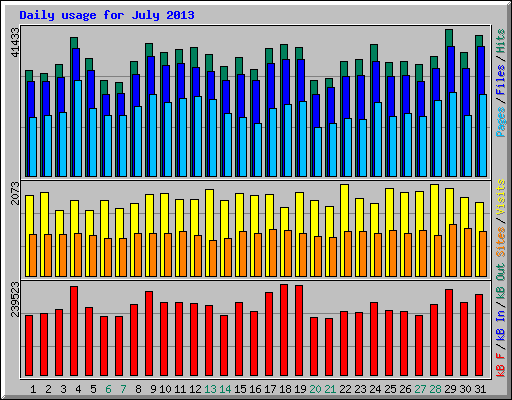 Daily usage for July 2013
41433
Pages / Files / Hits
2073
Sites / Visits
239523
kB F / kB In / kB Out
1 2 3 4 5 6 7 8 9 10 11 12 13 14 15 16 17 18 19 20 21 22 23 24 25 26 27 28 29 30 31